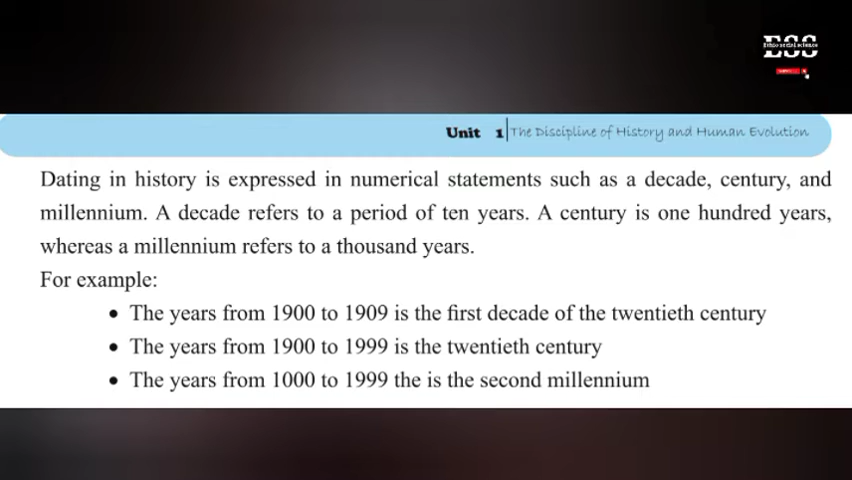 ESS
Ethio social science
Unit 1 The Discipline of History and Human Evolution
Dating in history is expressed in numerical statements such as a decade, century, and
millennium. A decade refers to a period of ten years. A century is one hundred years,
whereas a millennium refers to a thousand years.
For example:
• The years from 1900 to 1909 is the first decade of the twentieth century
• The years from 1900 to 1999 is the twentieth century
• The years from 1000 to 1999 the is the second millennium